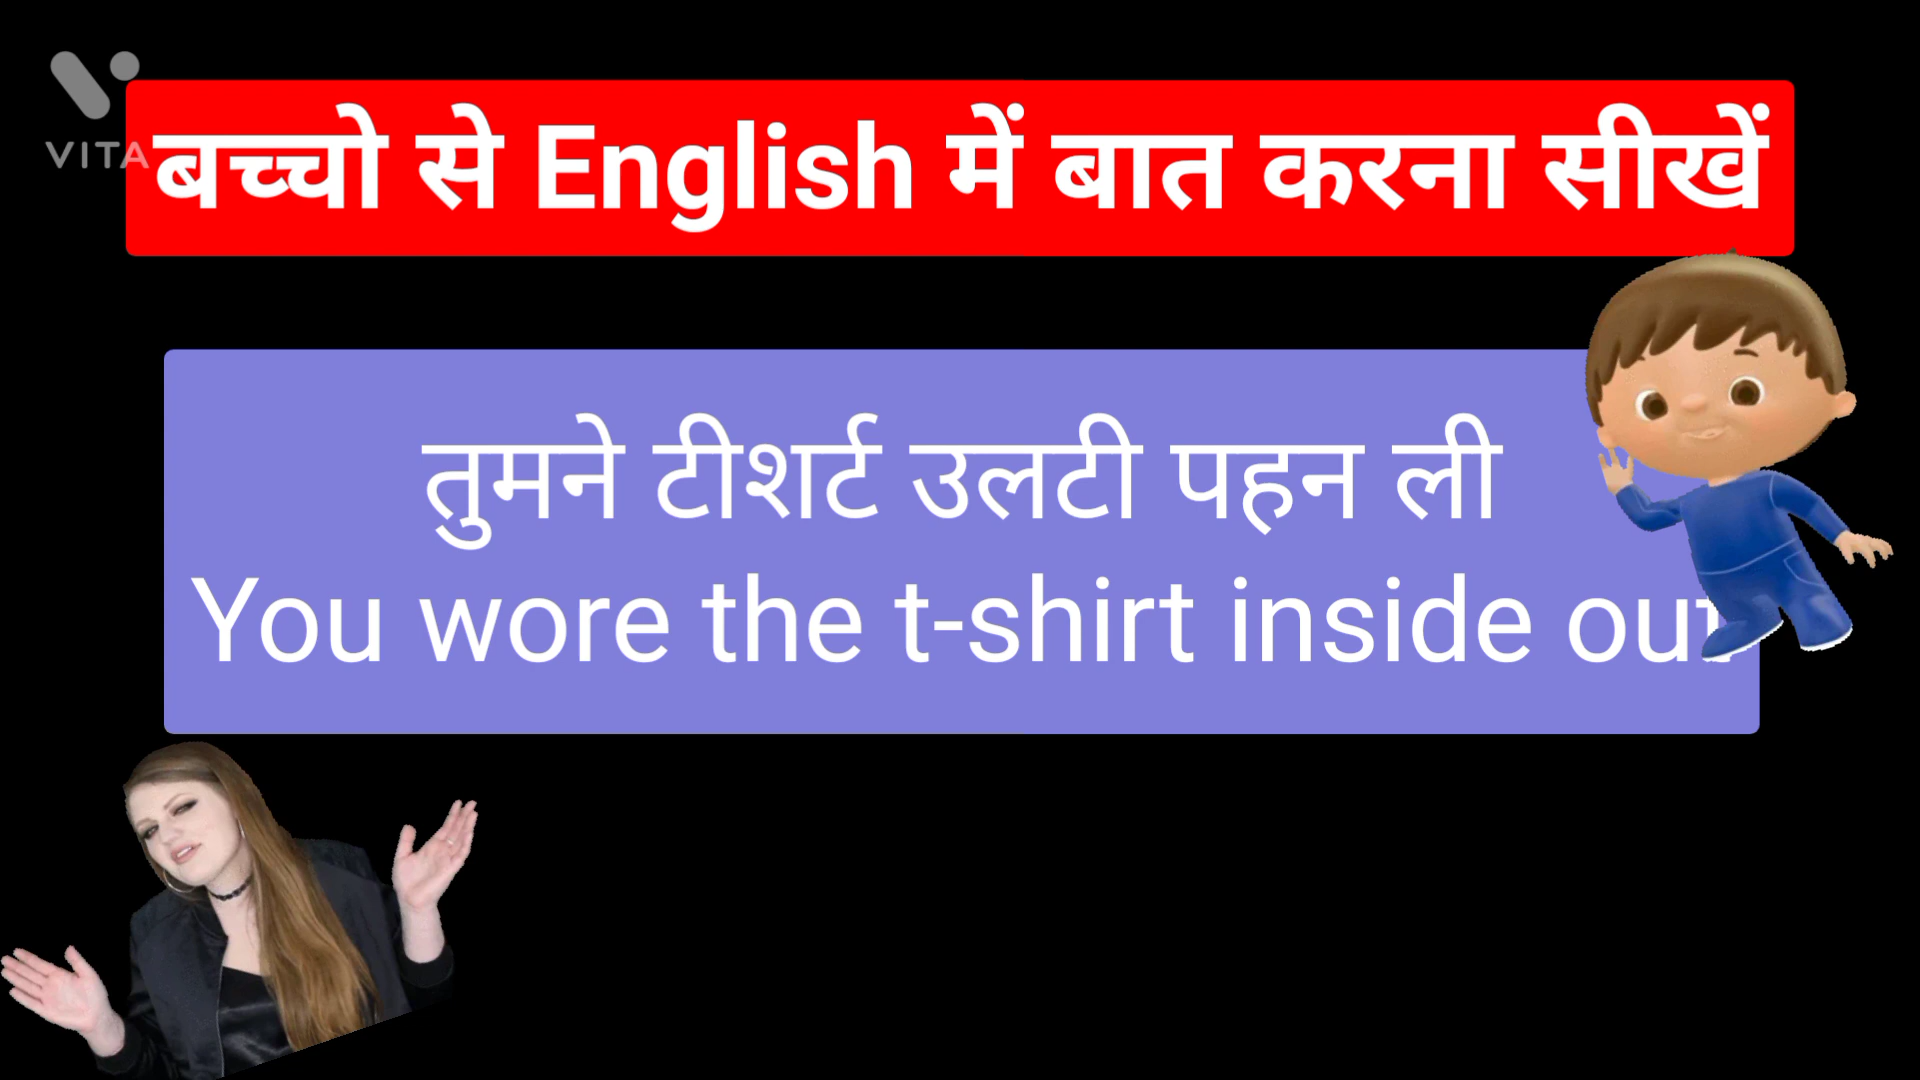 VITA
बच्चो से English में बात करना सीखें
तुमने टीशर्ट उलटी पहन ली
You wore the t-shirt inside out